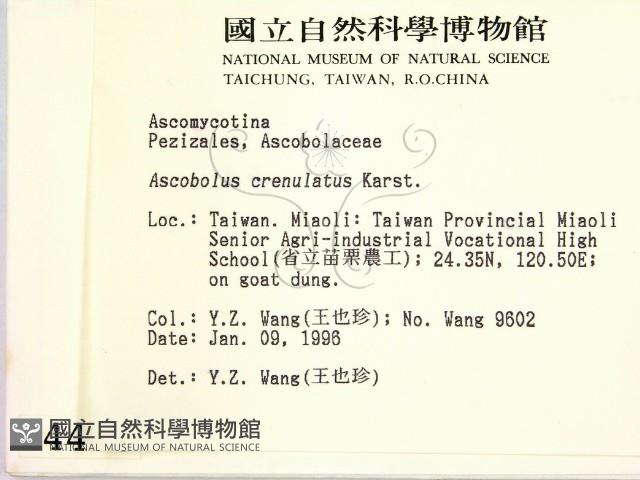 國立自然科學博物館
NATIONAL MUSEUM OF NATURAL SCIENCE
TAICHUNG, TAIWAN, R.O.CHINA
Ascomycotina
Pezizales, Ascobolaceae
Ascobolus crenulatus Karst.
Loc.: Taiwan. Miaoli: Taiwan Provincial Miaoli
Senior Agri-industrial Vocational High
School(省立苗栗農工); 24.35N, 120.50E;
on goat dung.
Col.: Y.Z. Wang(王也珍); No. Wang 9602
Date: Jan. 09, 1996
Det.: Y.Z. Wang(王也珍)
國立自然科學博物館
44
NATIONAL MUSEUM OF NATURAL SCIENCE